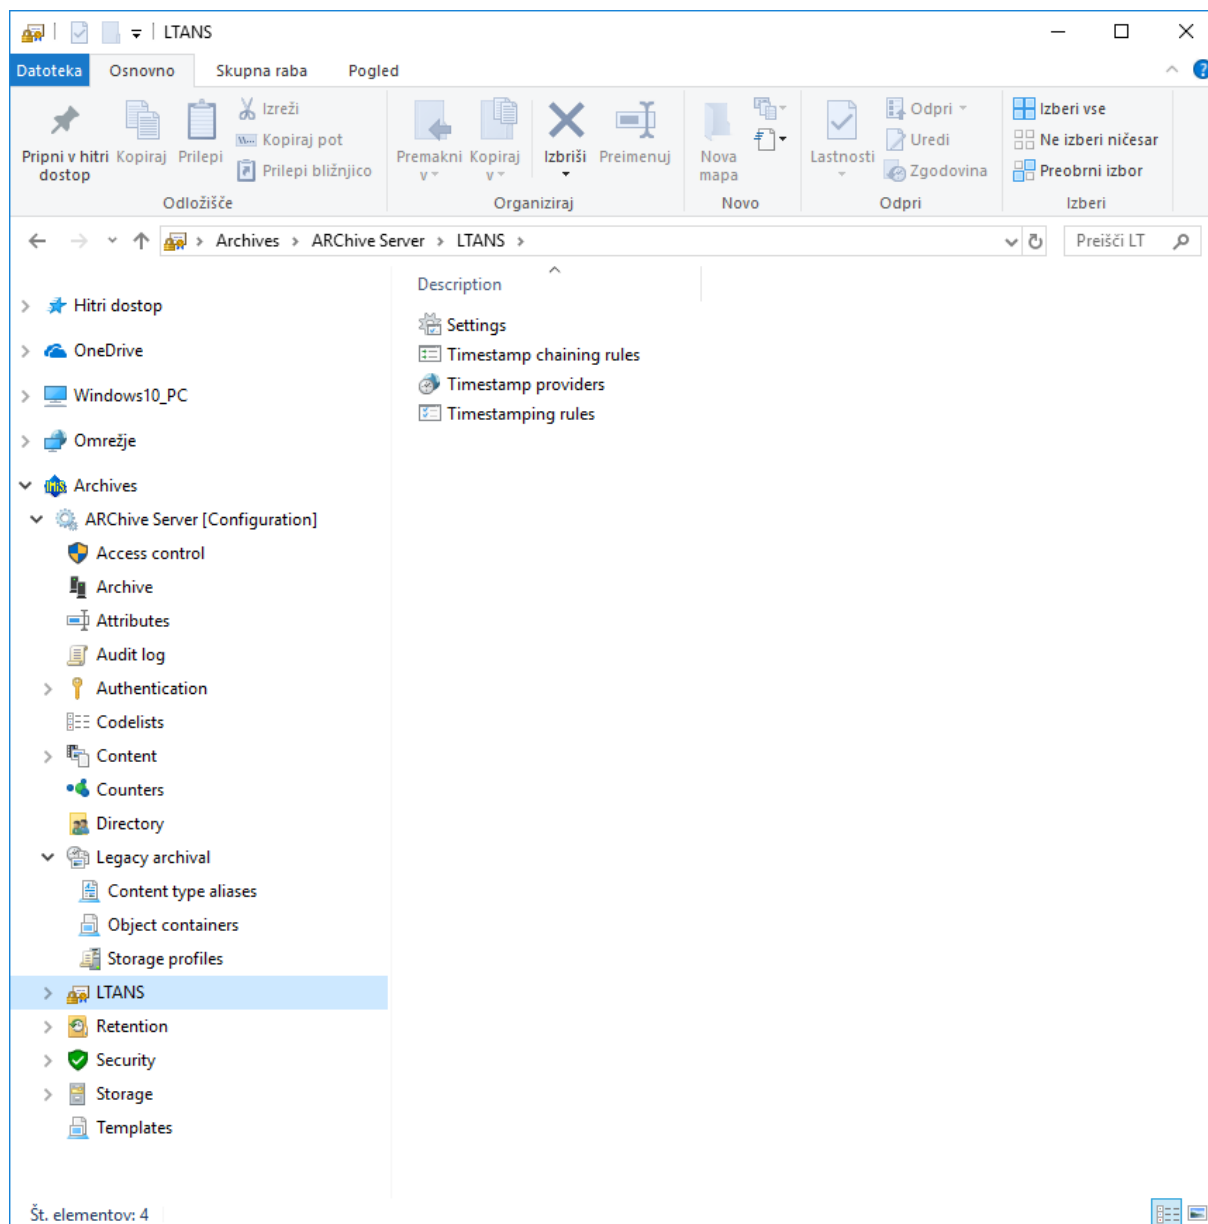 LTANS
Datoteka Osnovno Skupna raba Pogled
Pripni v hitri dostop
Kopiraj
Prilepi
Izreži
Kopiraj pot
Prilepi bližnjico
Odložišče
Premakni v
Kopiraj v
Izbriši
Preimenuj
Organiziraj
Nova mapa
Novo
Lastnosti
Odpri
Uredi
Zgodovina
Odpri
Izberi vse
Ne izberi ničesar
Preobrni izbor
Izberi
Archives > ARChive Server > LTANS >
Preišči LT
Hitri dostop
OneDrive
Windows10_PC
Omrežje
Archives
ARChive Server [Configuration]
Access control
Archive
Attributes
Audit log
Authentication
Codelists
Content
Counters
Directory
Legacy archival
Content type aliases
Object containers
Storage profiles
LTANS
Retention
Security
Storage
Templates
Description
Settings
Timestamp chaining rules
Timestamp providers
Timestamping rules
Št. elementov: 4